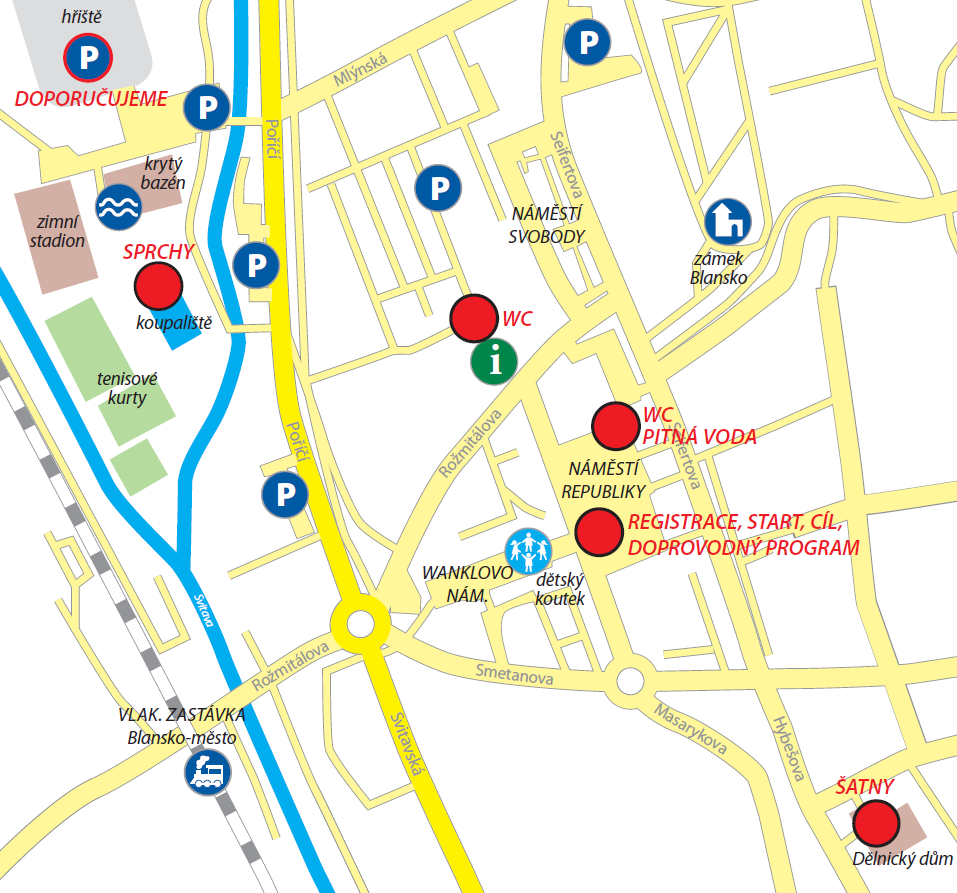 hřiště
P
DOPORUČUJEME
P
P
Mlýnská
Poříčí
krytý
bazén
zimní
stadion
P
Seifertova
NÁMĚSTÍ
SVOBODY
zámek
Blansko
SPRCHY
P
koupaliště
WC
i
tenisové
kurty
Poříčí
Rožmitálova
WC
PITNÁ VODA
Seifertova
NÁMĚSTÍ
REPUBLIKY
P
REGISTRACE, START, CÍL,
DOPROVODNÝ PROGRAM
WANKLOVO
NÁM.
dětský
koutek
Svitava
Rožmitálova
Smetanova
VLAK. ZASTÁVKA
Blansko-město
Svitavská
Masarykova
Hybešova
ŠATNY
Dělnický dům